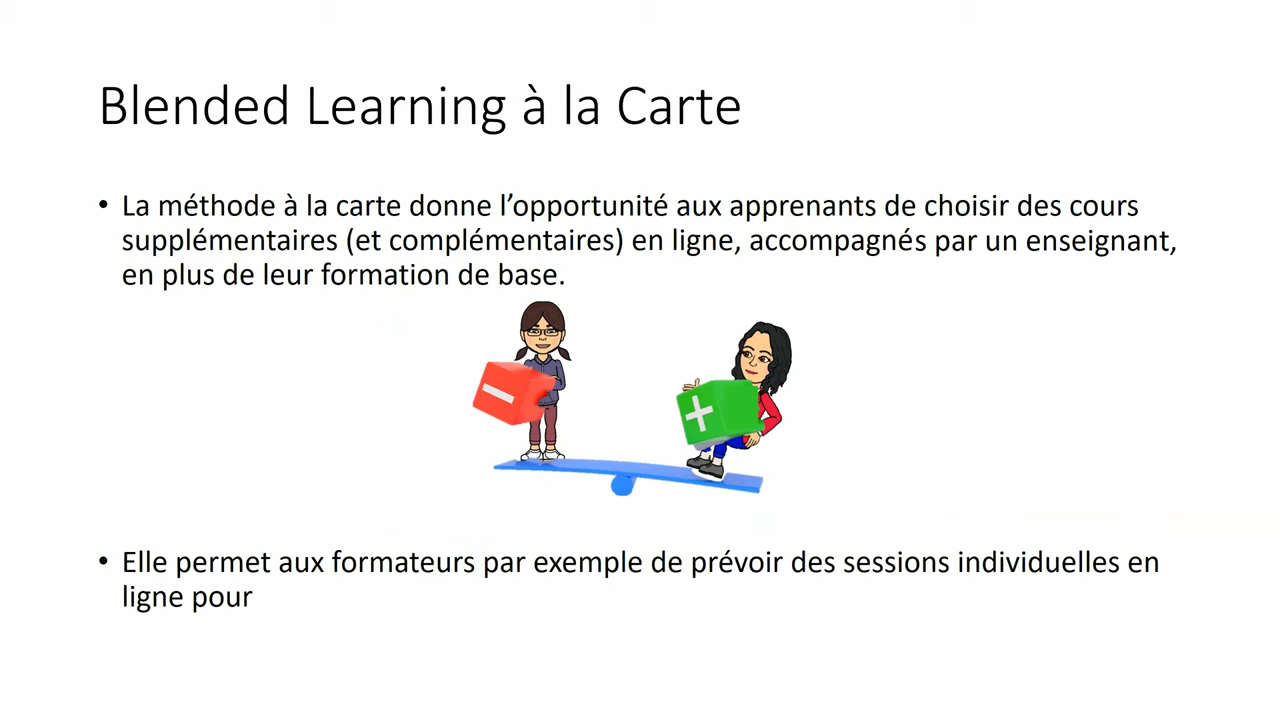 Blended Learning à la Carte
• La méthode à la carte donne l’opportunité aux apprenants de choisir des cours
supplémentaires (et complémentaires) en ligne, accompagnés par un enseignant,
en plus de leur formation de base.
• Elle permet aux formateurs par exemple de prévoir des sessions individuelles en
ligne pour